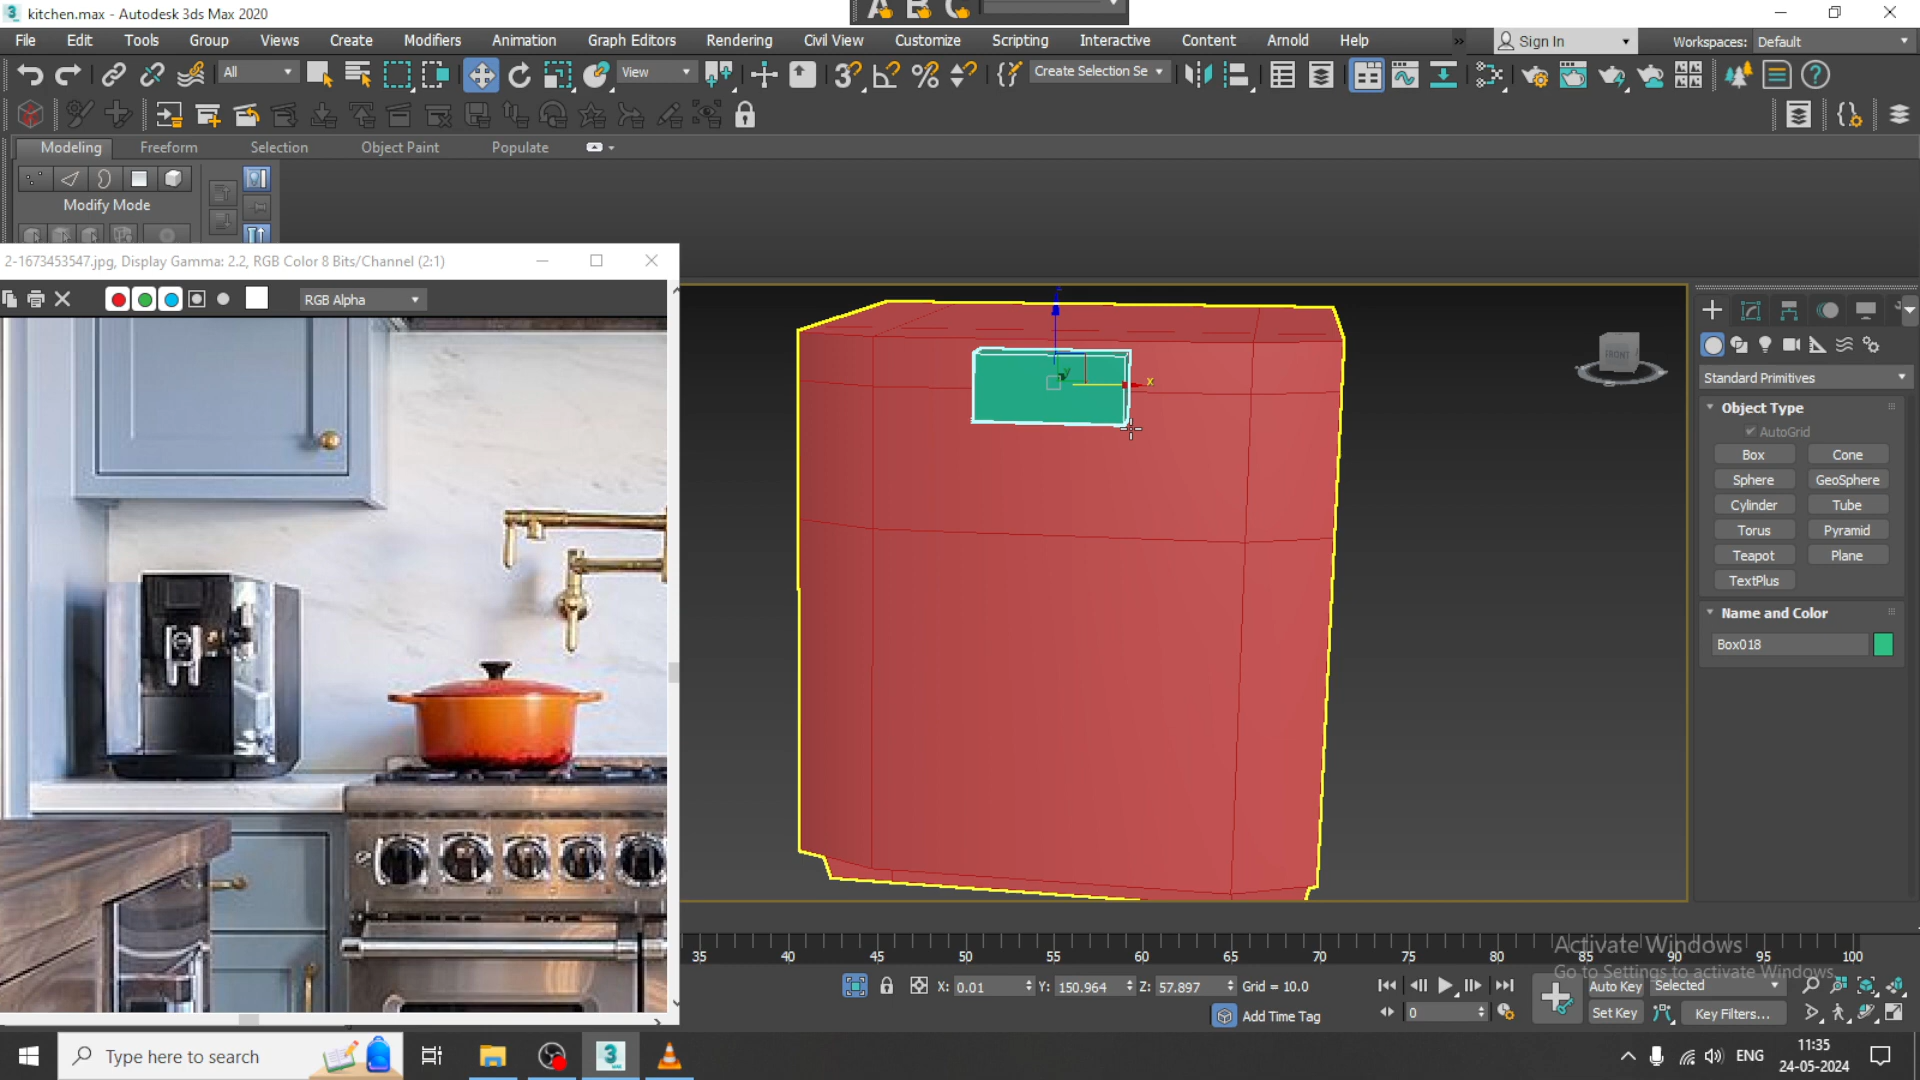 kitchen.max - Autodesk 3ds Max 2020
File Edit Tools Group Views Create Modifiers Animation Graph Editors Rendering Civil View Customize Scripting Interactive Content Arnold Help
Sign In
Workspaces: Default
All
View
Create Selection Se
Modeling Freeform Selection Object Paint Populate
Modify Mode
2-1673453547.jpg, Display Gamma: 2.2, RGB Color 8 Bits/Channel (2:1)
RGB Alpha
x
y
FRONT
Standard Primitives
Object Type
AutoGrid
Box Cone
Sphere GeoSphere
Cylinder Tube
Torus Pyramid
Teapot Plane
TextPlus
Name and Color
Box018
35 40 45 50 55 60 65 70 75 80 85 90 95 100
Activate Windows
Go to Settings to activate Windows.
X: 0.01 Y: 150.964 Z: 57.897 Grid = 10.0
Auto Key Selected
Add Time Tag
0
Set Key Key Filters...
Type here to search
ENG
11:35
24-05-2024